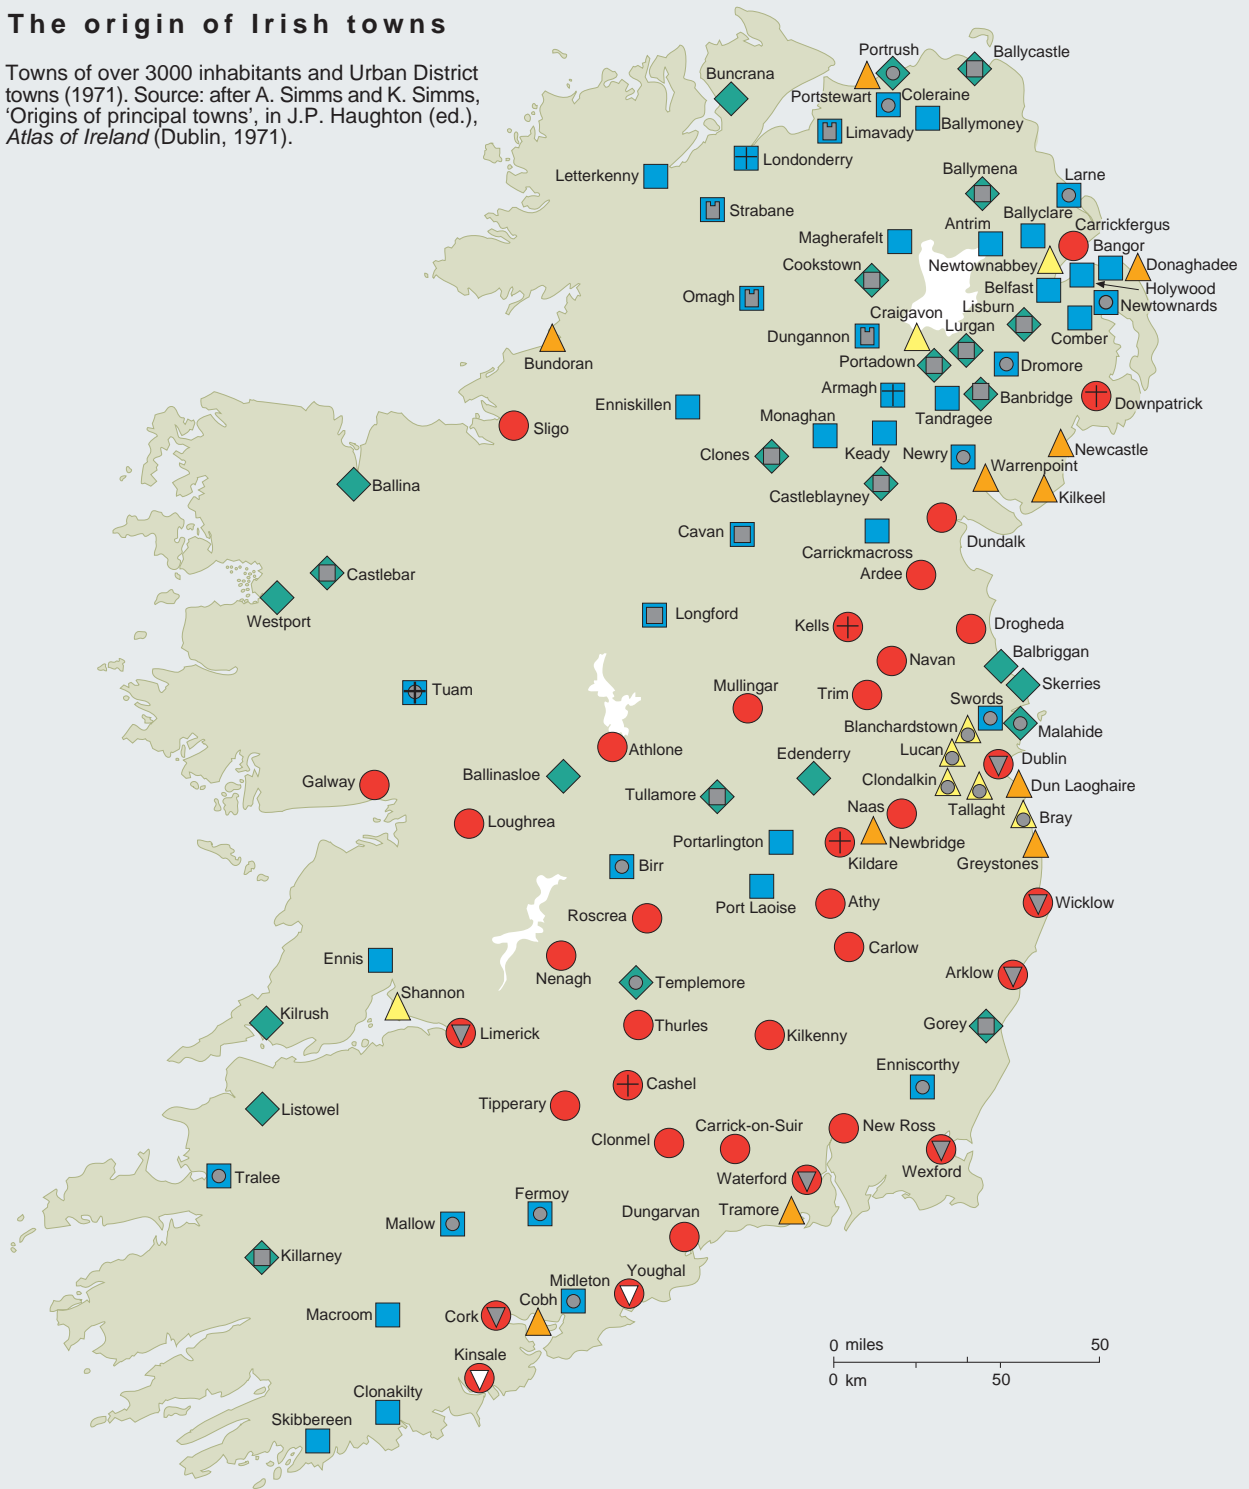 The origin of Irish towns
Towns of over 3000 inhabitants and Urban District
towns (1971). Source: after A. Simms and K. Simms,
‘Origins of principal towns’, in J.P. Haughton (ed.),
Atlas of Ireland (Dublin, 1971).
Portrush
Ballycastle
Buncrana
Portstewart
Coleraine
Ballymoney
Limavady
Londonderry
Letterkenny
Ballymena
Larne
Strabane
Ballyclare
Antrim
Carrickfergus
Magherafelt
Bangor
Cookstown
Newtownabbey
Donaghadee
Belfast
Holywood
Omagh
Lisburn
Newtownards
Craigavon
Lurgan
Dungannon
Comber
Bundoran
Portadown
Dromore
Armagh
Banbridge
Enniskillen
Downpatrick
Monaghan
Tandragee
Sligo
Newcastle
Clones
Keady
Newry
Warrenpoint
Ballina
Castleblayney
Kilkeel
Cavan
Dundalk
Carrickmacross
Castlebar
Ardee
Westport
Longford
Kells
Drogheda
Balbriggan
Navan
Skerries
Mullingar
Tuam
Trim
Swords
Blanchardstown
Malahide
Athlone
Lucan
Edenderry
Dublin
Ballinasloe
Galway
Clondalkin
Dun Laoghaire
Tullamore
Naas
Tallaght
Bray
Loughrea
Portarlington
Newbridge
Birr
Kildare
Greystones
Port Laoise
Athy
Wicklow
Roscrea
Carlow
Ennis
Arklow
Nenagh
Templemore
Shannon
Kilrush
Limerick
Thurles
Kilkenny
Gorey
Enniscorthy
Cashel
Listowel
Tipperary
Carrick-on-Suir
New Ross
Clonmel
Wexford
Tralee
Waterford
Fermoy
Dungarvan
Tramore
Mallow
Killarney
Youghal
Midleton
Cobh
Macroom
Cork
Kinsale
Clonakilty
Skibbereen
0 miles 50
0 km 50